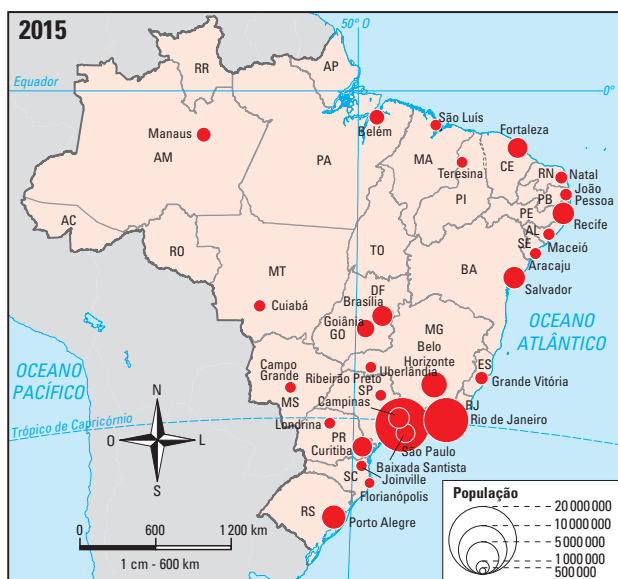 2015
50° O
RR
AP
Equador
0°
Manaus
AM
Belém
São Luís
Fortaleza
PA
MA
Teresina
CE
RN
Natal
PB
João
Pessoa
PI
PE
Recife
AC
AL
Maceió
RO
TO
SE
Aracaju
MT
BA
Salvador
DF
Brasília
Cuiabá
Goiânia
GO
MG
OCEANO
ATLÂNTICO
Belo
Horizonte
OCEANO
PACÍFICO
Campo
Grande
MS
Uberlândia
Ribeirão Preto
ES
Grande Vitória
SP
Campinas
RJ
Rio de Janeiro
Trópico de Capricórnio
Londrina
São Paulo
N
O
L
S
PR
Curitiba
Baixada Santista
Joinville
SC
Florianópolis
RS
Porto Alegre
0
600
1200 km
1 cm - 600 km
População
20 000 000
10 000 000
5 000 000
1 000 000
500 000